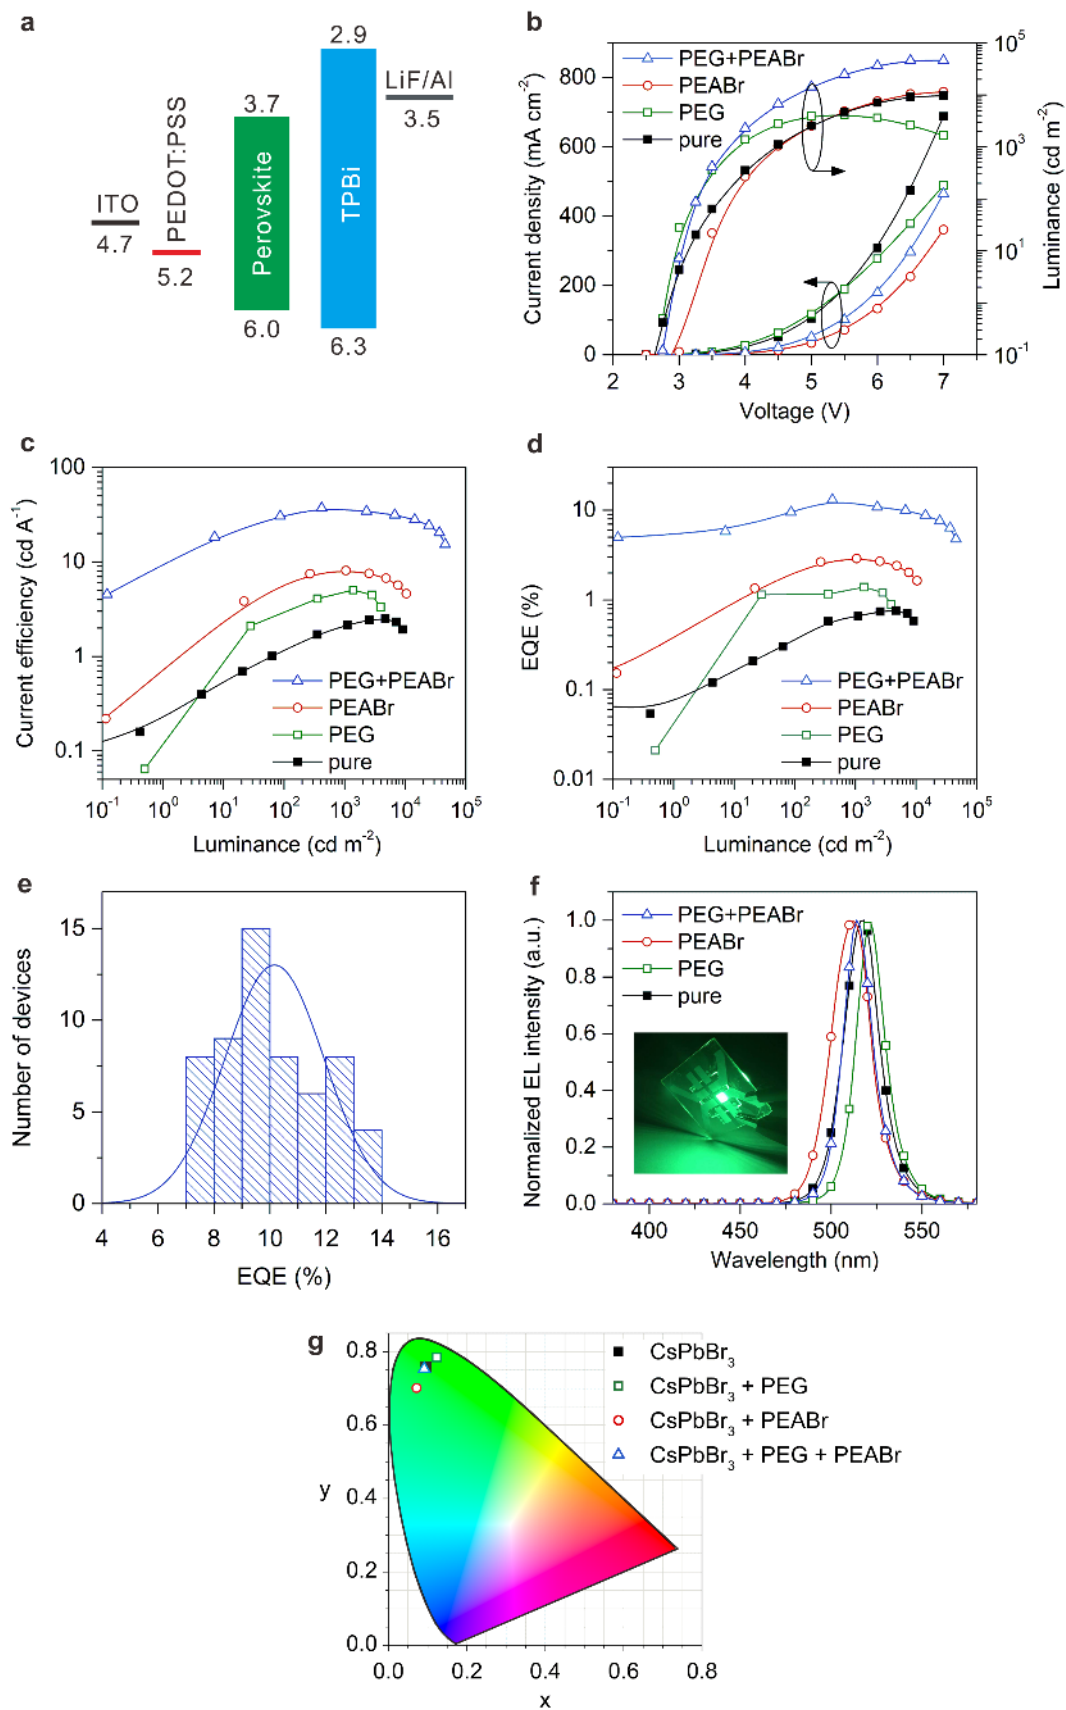 a
2.9
LiF/Al
3.5
3.7
PEDOT:PSS
ITO
4.7
5.2
Perovskite
TPBi
6.0
6.3
b
PEG+PEABr
PEABr
PEG
pure
800
600
400
200
0
10^5
10^3
10^1
10^-1
2 3 4 5 6 7
Current density (mA cm^-2)
Luminance (cd m^-2)
Voltage (V)
c
100
10
1
0.1
Current efficiency (cd A^-1)
PEG+PEABr
PEABr
PEG
pure
10^-1 10^0 10^1 10^2 10^3 10^4 10^5
Luminance (cd m^-2)
d
10
1
0.1
0.01
EQE (%)
PEG+PEABr
PEABr
PEG
pure
10^-1 10^0 10^1 10^2 10^3 10^4 10^5
Luminance (cd m^-2)
e
15
10
5
0
Number of devices
4 6 8 10 12 14 16
EQE (%)
f
PEG+PEABr
PEABr
PEG
pure
1.0
0.8
0.6
0.4
0.2
0.0
Normalized EL intensity (a.u.)
400 450 500 550
Wavelength (nm)
g
0.8
0.6
0.4
0.2
0.0
y
0.0 0.2 0.4 0.6 0.8
x
CsPbBr3
CsPbBr3 + PEG
CsPbBr3 + PEABr
CsPbBr3 + PEG + PEABr